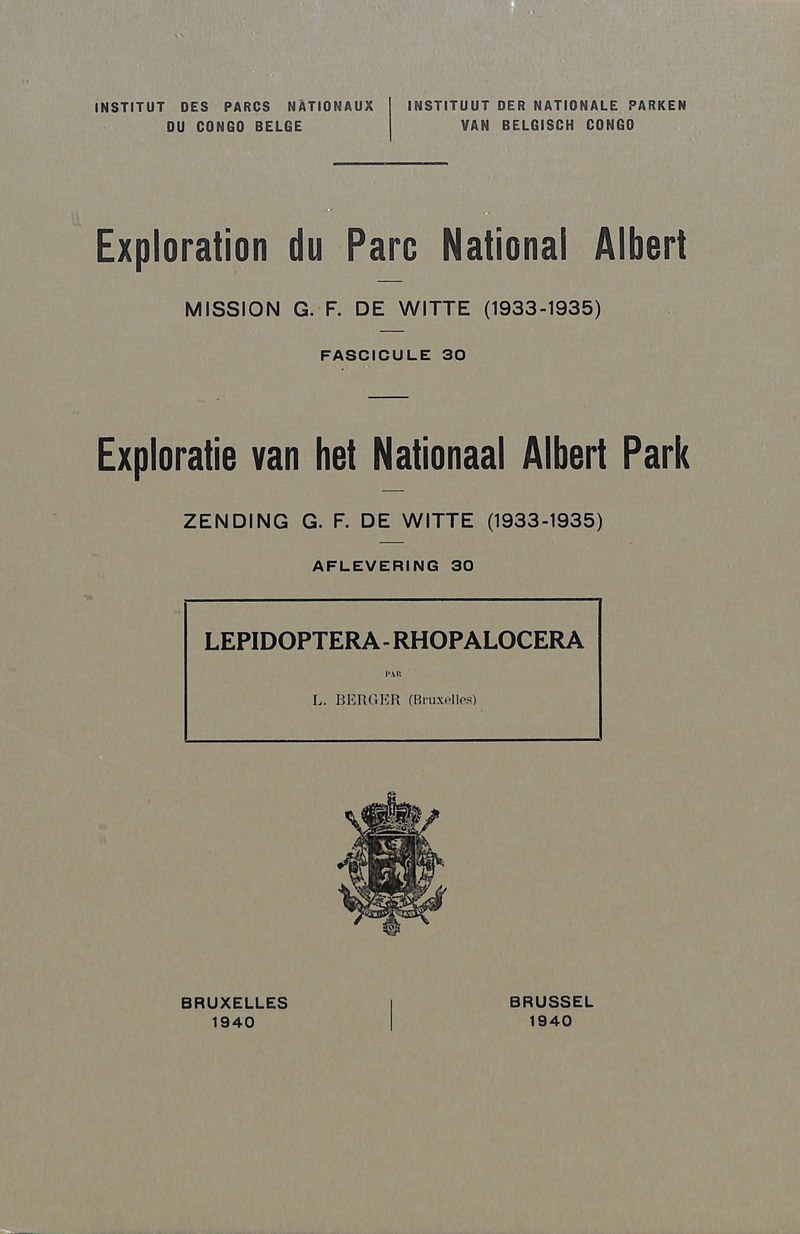 INSTITUT DES PARCS NATIONAUX
DU CONGO BELGE
INSTITUUT DER NATIONALE PARKEN
VAN BELGISCH CONGO
Exploration du Parc National Albert
MISSION G. F. DE WITTE (1933-1935)
FASCICULE 30
Exploratie van het Nationaal Albert Park
ZENDING G. F. DE WITTE (1933-1935)
AFLEVERING 30
LEPIDOPTERA-RHOPALOCERA
PAR
L. BERGER (Bruxelles)
BRUXELLES
1940
BRUSSEL
1940